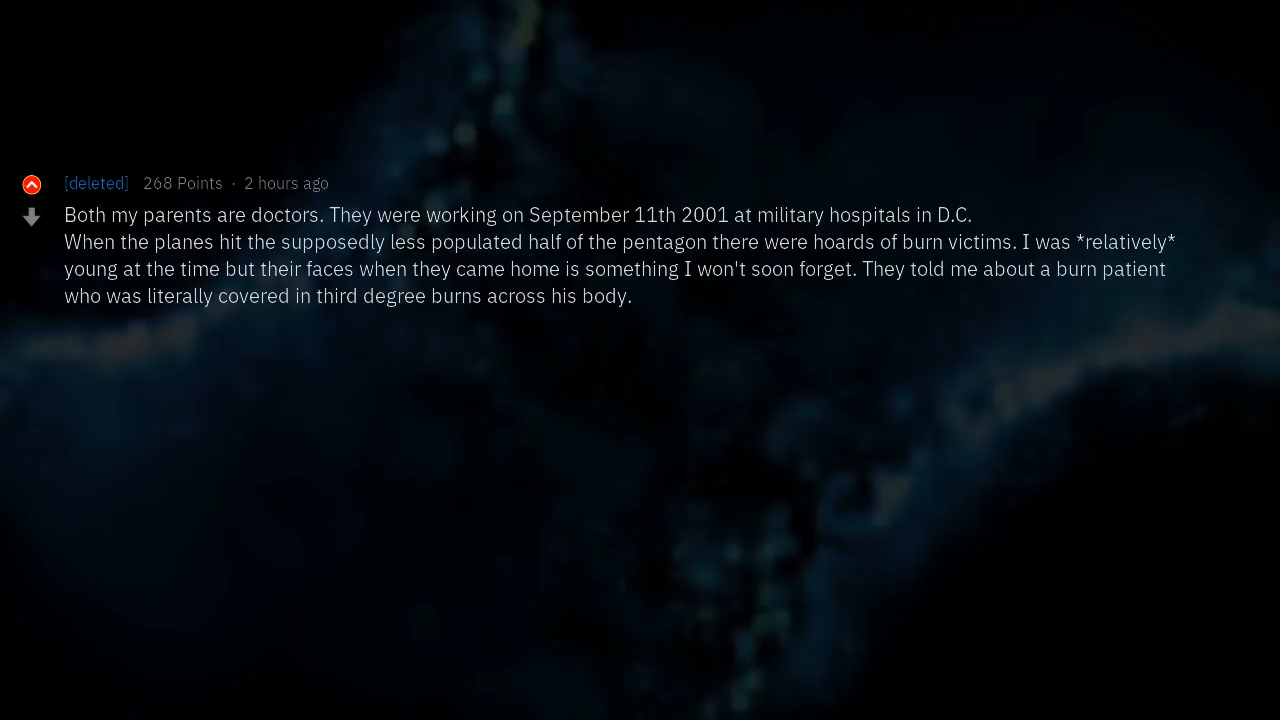 [deleted] 268 Points · 2 hours ago
Both my parents are doctors. They were working on September 11th 2001 at military hospitals in D.C.
When the planes hit the supposedly less populated half of the pentagon there were hoards of burn victims. I was *relatively*
young at the time but their faces when they came home is something I won't soon forget. They told me about a burn patient
who was literally covered in third degree burns across his body.